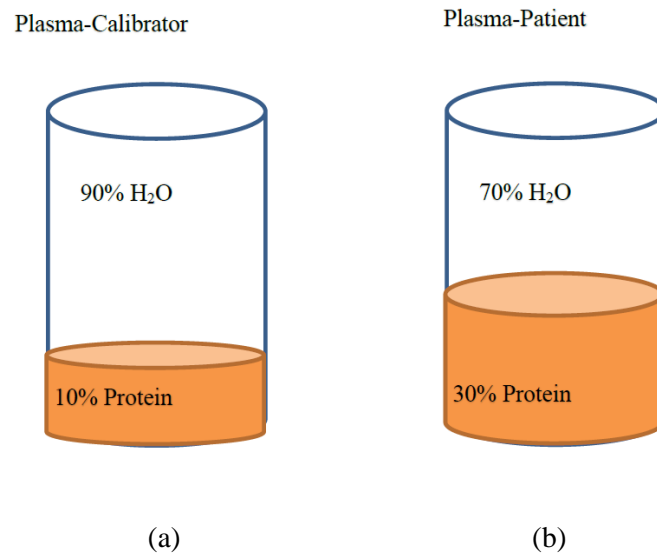 Plasma-Calibrator
Plasma-Patient
90% H₂O
70% H₂O
10% Protein
30% Protein
(a)
(b)